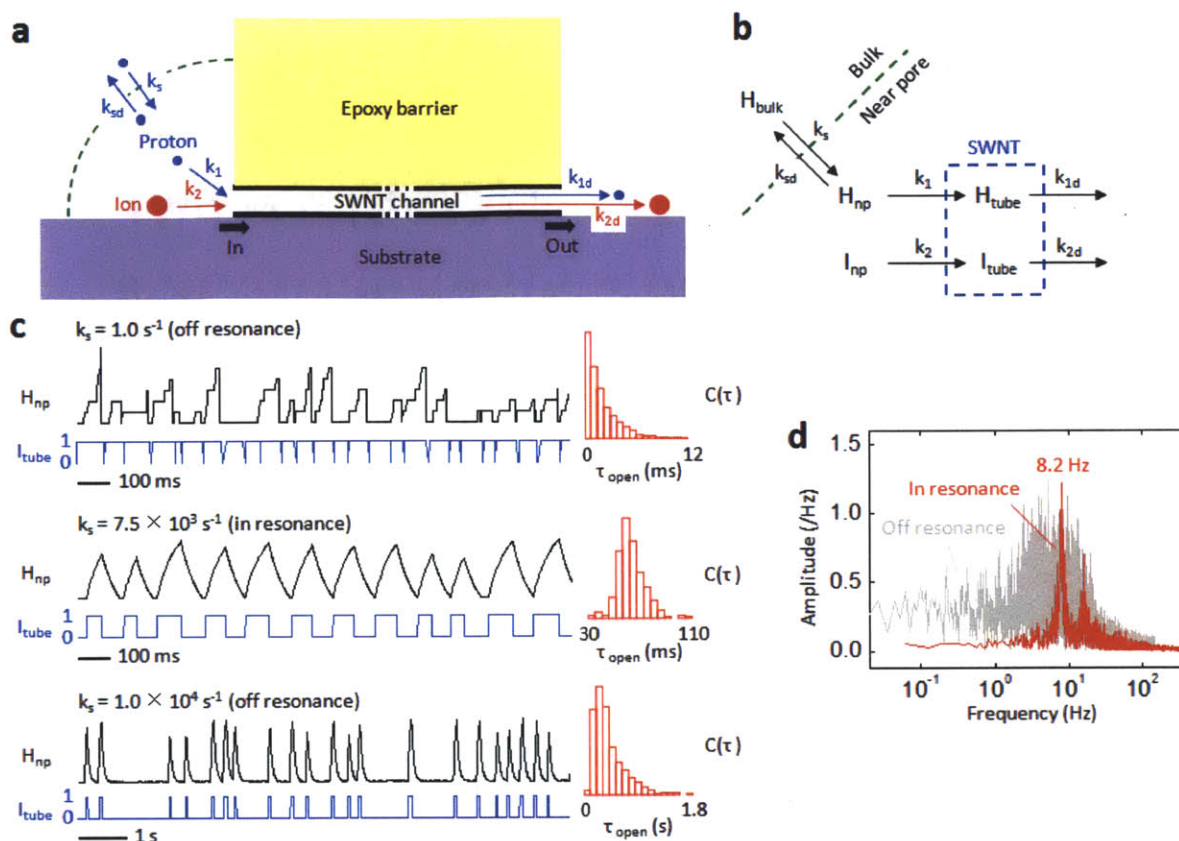 a
k_s
k_sd
Proton
k_1
Ion
k_2
Epoxy barrier
SWNT channel
k_1d
k_2d
In
Out
Substrate
b
Bulk
Near pore
H_bulk
k_s
k_sd
SWNT
H_np
k_1
H_tube
k_1d
I_np
k_2
I_tube
k_2d
c
k_s = 1.0 s^-1 (off resonance)
H_np
I_tube
1
0
100 ms
0
12
τ_open (ms)
C(τ)
k_s = 7.5 × 10^3 s^-1 (in resonance)
H_np
I_tube
1
0
100 ms
30
110
τ_open (ms)
C(τ)
k_s = 1.0 × 10^4 s^-1 (off resonance)
H_np
I_tube
1
0
1 s
0
1.8
τ_open (s)
C(τ)
d
1.5
1.0
0.5
0.0
Amplitude (/Hz)
8.2 Hz
In resonance
Off resonance
10^-1
10^0
10^1
10^2
Frequency (Hz)